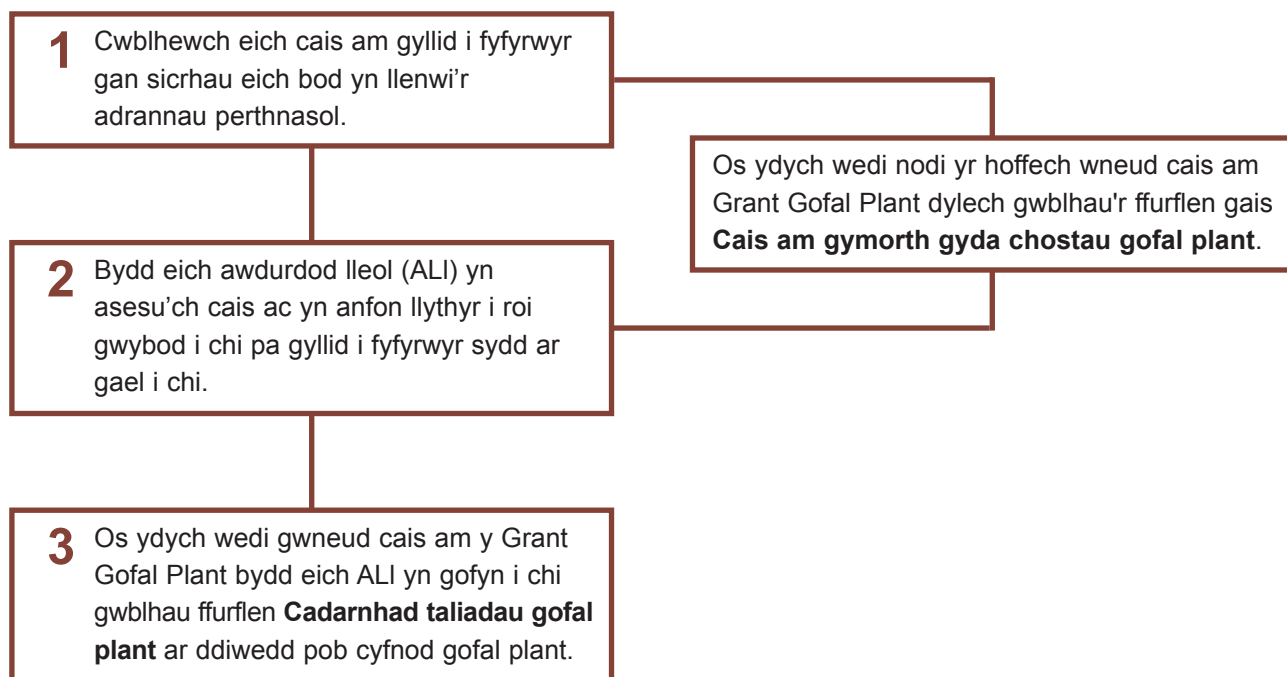 1 Cwblhewch eich cais am gyllid i fyfyrwyr
gan sicrhau eich bod yn llenwi’r
adrannau perthnasol.
Os ydych wedi nodi yr hoffech wneud cais am
Grant Gofal Plant dylech gwblhau'r ffurflen gais
Cais am gymorth gyda chostau gofal plant.
2 Bydd eich awdurdod lleol (ALl) yn
asesu’ch cais ac yn anfon llythyr i roi
gwybod i chi pa gyllid i fyfyrwyr sydd ar
gael i chi.
3 Os ydych wedi gwneud cais am y Grant
Gofal Plant bydd eich ALl yn gofyn i chi
gwblhau ffurflen Cadarnhad taliadau gofal
plant ar ddiwedd pob cyfnod gofal plant.